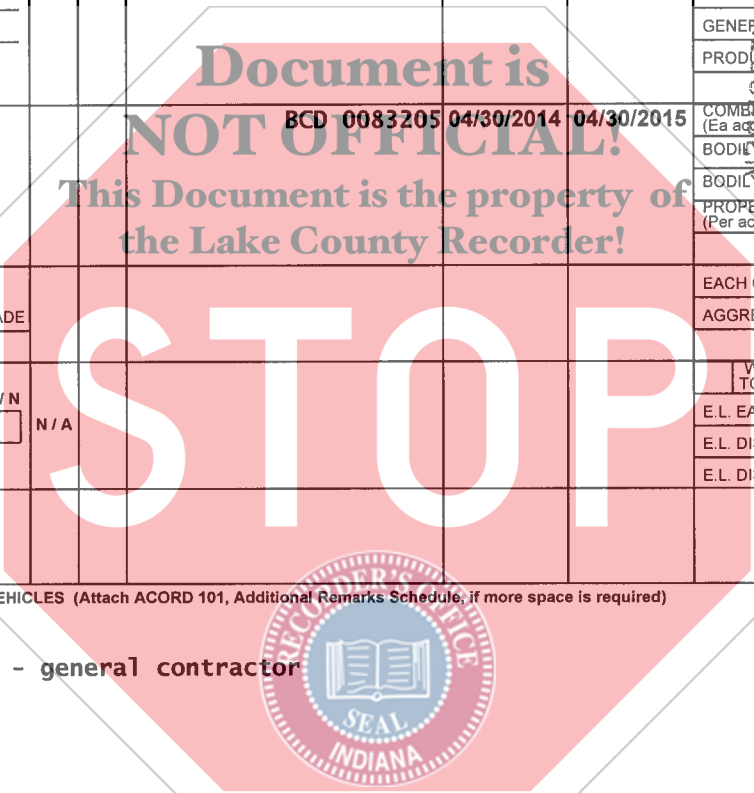 GENE
PROD
Document is
BCD 0083205 04/30/2014 04/30/2015
COMB
(Ea ac
NOT OFFICIAL!
BODIL
This Document is the property of
BODIL
PROPE
(Per ac
the Lake County Recorder!
EACH
ADE
AGGRE
STOP
/ N
N / A
E.L. EA
E.L. DI
E.L. DI
EHICLES (Attach ACORD 101, Additional Remarks Schedule, if more space is required)
- general contractor
RECORDER'S OFFICE
SEAL
INDIANA